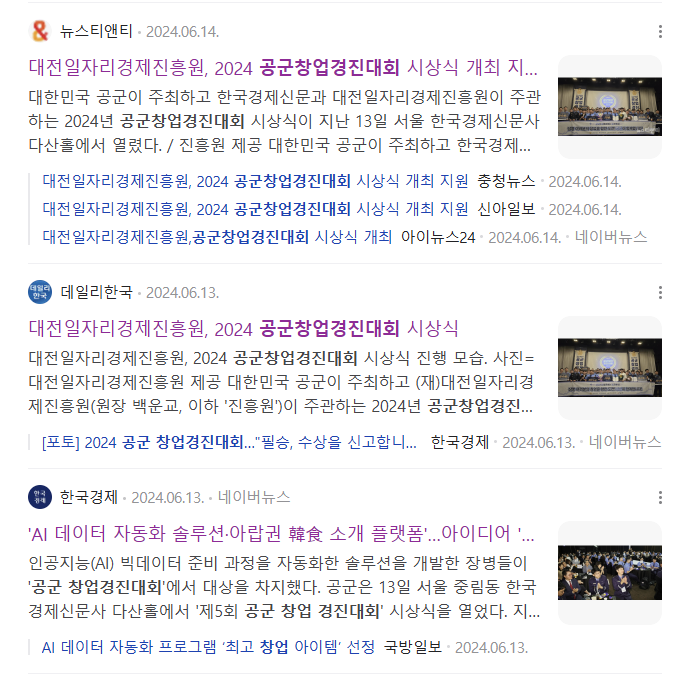 뉴스티앤티 · 2024.06.14.
대전일자리경제진흥원, 2024 공군창업경진대회 시상식 개최 지...
대한민국 공군이 주최하고 한국경제신문과 대전일자리경제진흥원이 주관
하는 2024년 공군창업경진대회 시상식이 지난 13일 서울 한국경제신문사
다산홀에서 열렸다. / 진흥원 제공 대한민국 공군이 주최하고 한국경제...
대전일자리경제진흥원, 2024 공군창업경진대회 시상식 개최 지원 충청뉴스 · 2024.06.14.
대전일자리경제진흥원, 2024 공군창업경진대회 시상식 개최 지원 신아일보 · 2024.06.14.
대전일자리경제진흥원,공군창업경진대회 시상식 개최 아이뉴스24 · 2024.06.14. · 네이버뉴스
데일리
한국
데일리한국 · 2024.06.13.
대전일자리경제진흥원, 2024 공군창업경진대회 시상식
대전일자리경제진흥원, 2024 공군창업경진대회 시상식 진행 모습. 사진=
대전일자리경제진흥원 제공 대한민국 공군이 주최하고 (재)대전일자리경
제진흥원(원장 백운교, 이하 '진흥원')이 주관하는 2024년 공군창업경진...
[포토] 2024 공군 창업경진대회..."필승, 수상을 신고합니... 한국경제 · 2024.06.13. · 네이버뉴스
한국
경제
한국경제 · 2024.06.13. · 네이버뉴스
'AI 데이터 자동화 솔루션·아랍권 韓食 소개 플랫폼'...아이디어 '...
인공지능(AI) 빅데이터 준비 과정을 자동화한 솔루션을 개발한 장병들이
'공군 창업경진대회'에서 대상을 차지했다. 공군은 13일 서울 중림동 한국
경제신문사 다산홀에서 '제5회 공군 창업 경진대회' 시상식을 열었다. 지...
AI 데이터 자동화 프로그램 ‘최고 창업 아이템’ 선정 국방일보 · 2024.06.13.